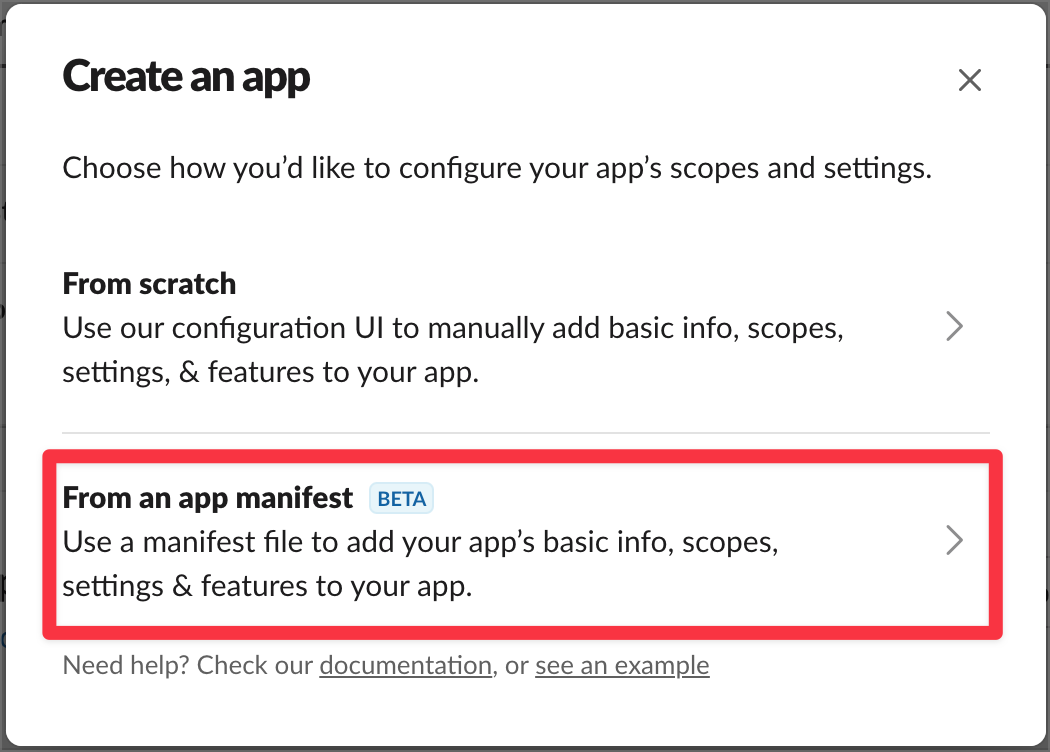 Create an app
Choose how you’d like to configure your app’s scopes and settings.
From scratch
Use our configuration UI to manually add basic info, scopes,
settings, & features to your app.
From an app manifest BETA
Use a manifest file to add your app’s basic info, scopes,
settings & features to your app.
Need help? Check our documentation, or see an example